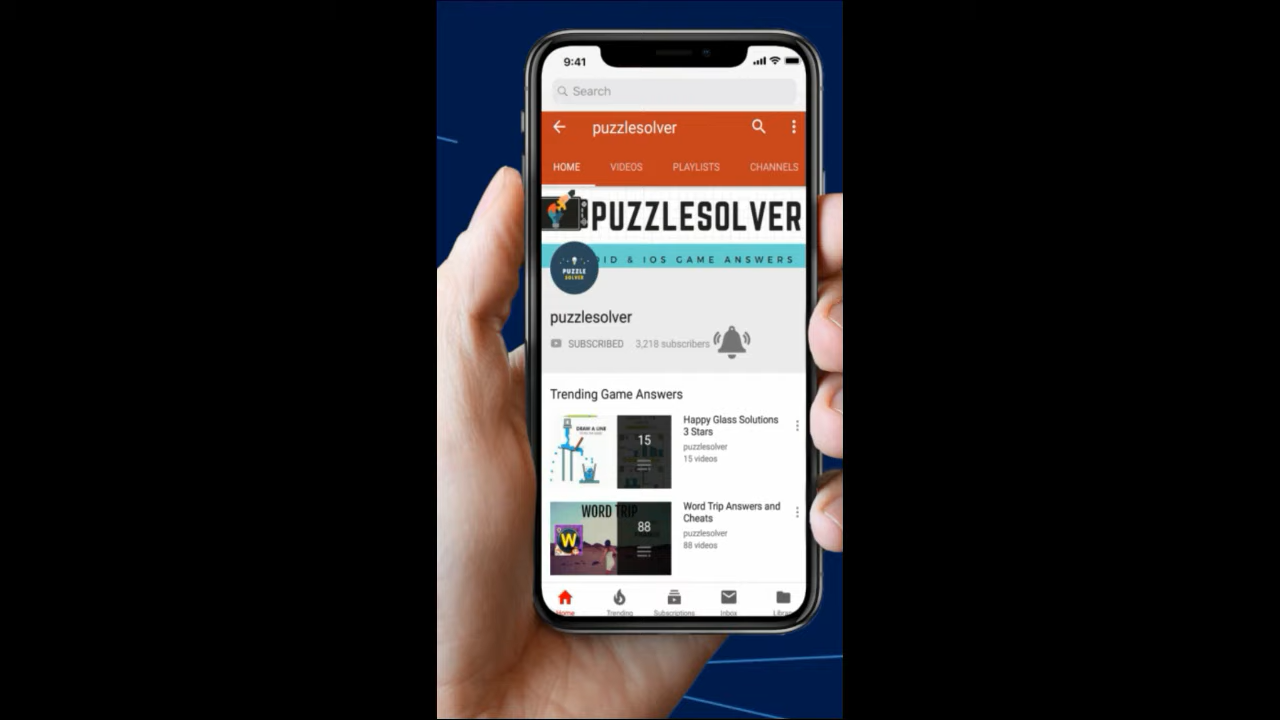 9:41
Search
puzzlesolver
HOME VIDEOS PLAYLISTS CHANNELS
PUZZLESOLVER
ID & IOS GAME ANSWERS
PUZZLE
SOLVER
puzzlesolver
SUBSCRIBED 3,218 subscribers
Trending Game Answers
DRAW A LINE
15
Happy Glass Solutions
3 Stars
puzzlesolver
15 videos
WORD TRIP
W
88
Word Trip Answers and
Cheats
puzzlesolver
88 videos
Home Trending Subscriptions Inbox Library